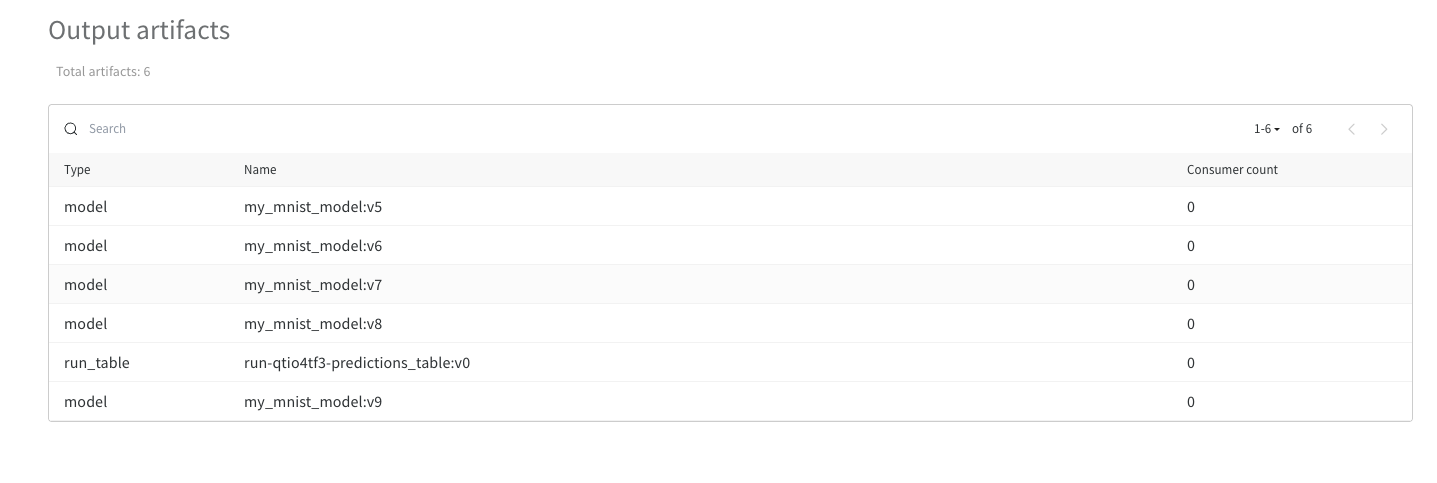 Output artifacts
Total artifacts: 6
Search 1-6 of 6
Type Name Consumer count
model my_mnist_model:v5 0
model my_mnist_model:v6 0
model my_mnist_model:v7 0
model my_mnist_model:v8 0
run_table run-qtio4tf3-predictions_table:v0 0
model my_mnist_model:v9 0